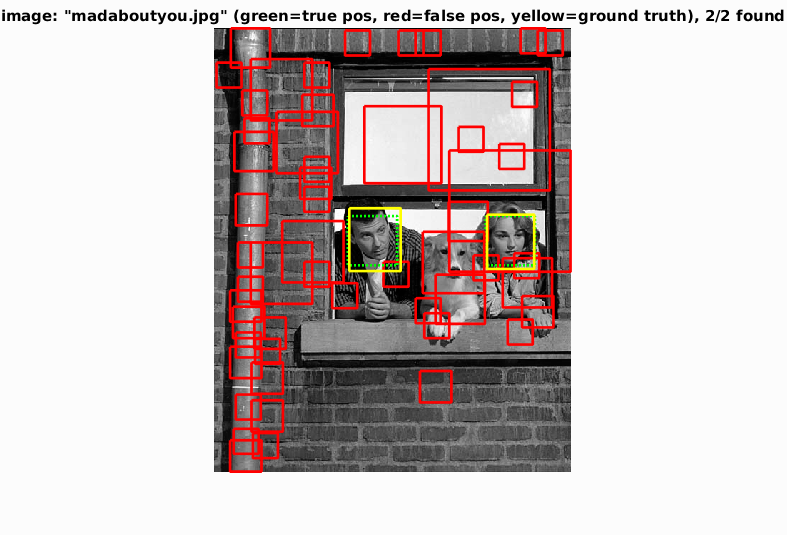 image: "madaboutyou.jpg" (green=true pos, red=false pos, yellow=ground truth), 2/2 found